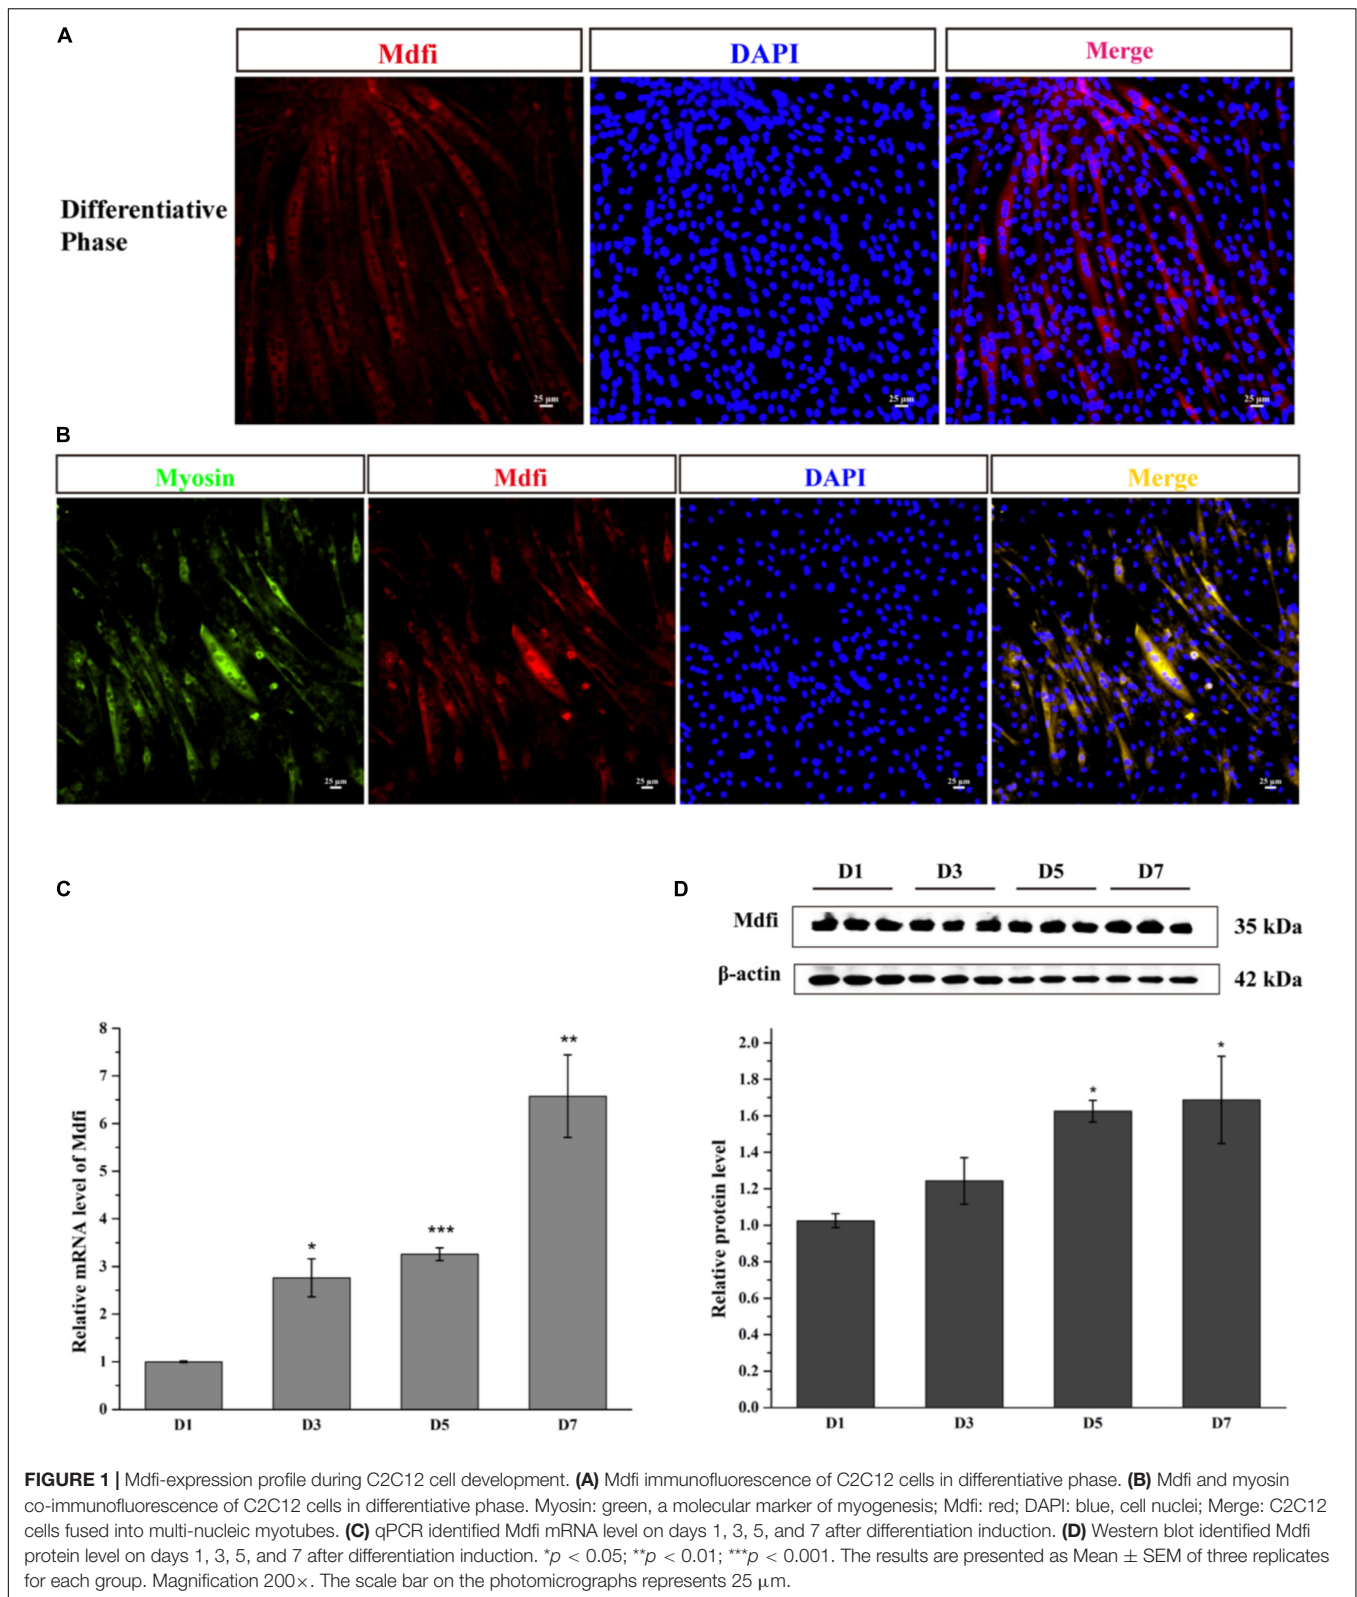 A
Mdfi DAPI Merge
Differentiative
Phase
25 µm 25 µm 25 µm
B
Myosin Mdfi DAPI Merge
25 µm 25 µm 25 µm 25 µm
C
Relative mRNA level of Mdfi
8
7
6
5
4
3
2
1
0
*
***
**
D1 D3 D5 D7
D
D1 D3 D5 D7
Mdfi 35 kDa
β-actin 42 kDa
Relative protein level
2.0
1.8
1.6
1.4
1.2
1.0
0.8
0.6
0.4
0.2
0.0
*
*
D1 D3 D5 D7
FIGURE 1 | Mdfi-expression profile during C2C12 cell development. (A) Mdfi immunofluorescence of C2C12 cells in differentiative phase. (B) Mdfi and myosin
co-immunofluorescence of C2C12 cells in differentiative phase. Myosin: green, a molecular marker of myogenesis; Mdfi: red; DAPI: blue, cell nuclei; Merge: C2C12
cells fused into multi-nucleic myotubes. (C) qPCR identified Mdfi mRNA level on days 1, 3, 5, and 7 after differentiation induction. (D) Western blot identified Mdfi
protein level on days 1, 3, 5, and 7 after differentiation induction. *p < 0.05; **p < 0.01; ***p < 0.001. The results are presented as Mean ± SEM of three replicates
for each group. Magnification 200×. The scale bar on the photomicrographs represents 25 µm.